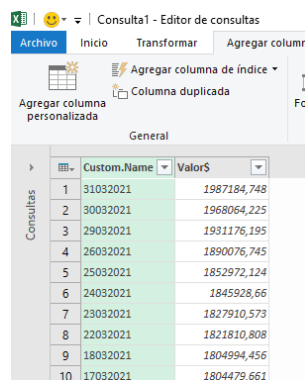 Consulta1 - Editor de consultas
Archivo Inicio Transformar Agregar colum
Agregar columna personalizada
Agregar columna de índice
Columna duplicada
Fo
General
Consultas
Custom.Name Valor$
1 31032021 1987184,748
2 30032021 1968064,225
3 29032021 1931176,195
4 26032021 1890076,745
5 25032021 1852972,124
6 24032021 1845928,66
7 23032021 1827910,573
8 22032021 1821810,808
9 18032021 1804994,456
10 17032021 1804479,661